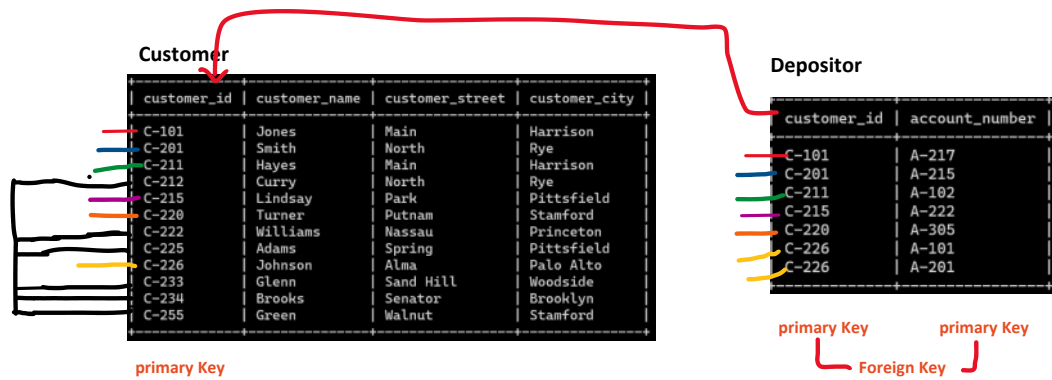 Customer
customer_id | customer_name | customer_street | customer_city
C-101 | Jones | Main | Harrison
C-201 | Smith | North | Rye
C-211 | Hayes | Main | Harrison
C-212 | Curry | North | Rye
C-215 | Lindsay | Park | Pittsfield
C-220 | Turner | Putnam | Stamford
C-222 | Williams | Nassau | Princeton
C-225 | Adams | Spring | Pittsfield
C-226 | Johnson | Alma | Palo Alto
C-233 | Glenn | Sand Hill | Woodside
C-234 | Brooks | Senator | Brooklyn
C-255 | Green | Walnut | Stamford
primary Key
Depositor
customer_id | account_number
C-101 | A-217
C-201 | A-215
C-211 | A-102
C-215 | A-222
C-220 | A-305
C-226 | A-101
C-226 | A-201
primary Key primary Key
Foreign Key